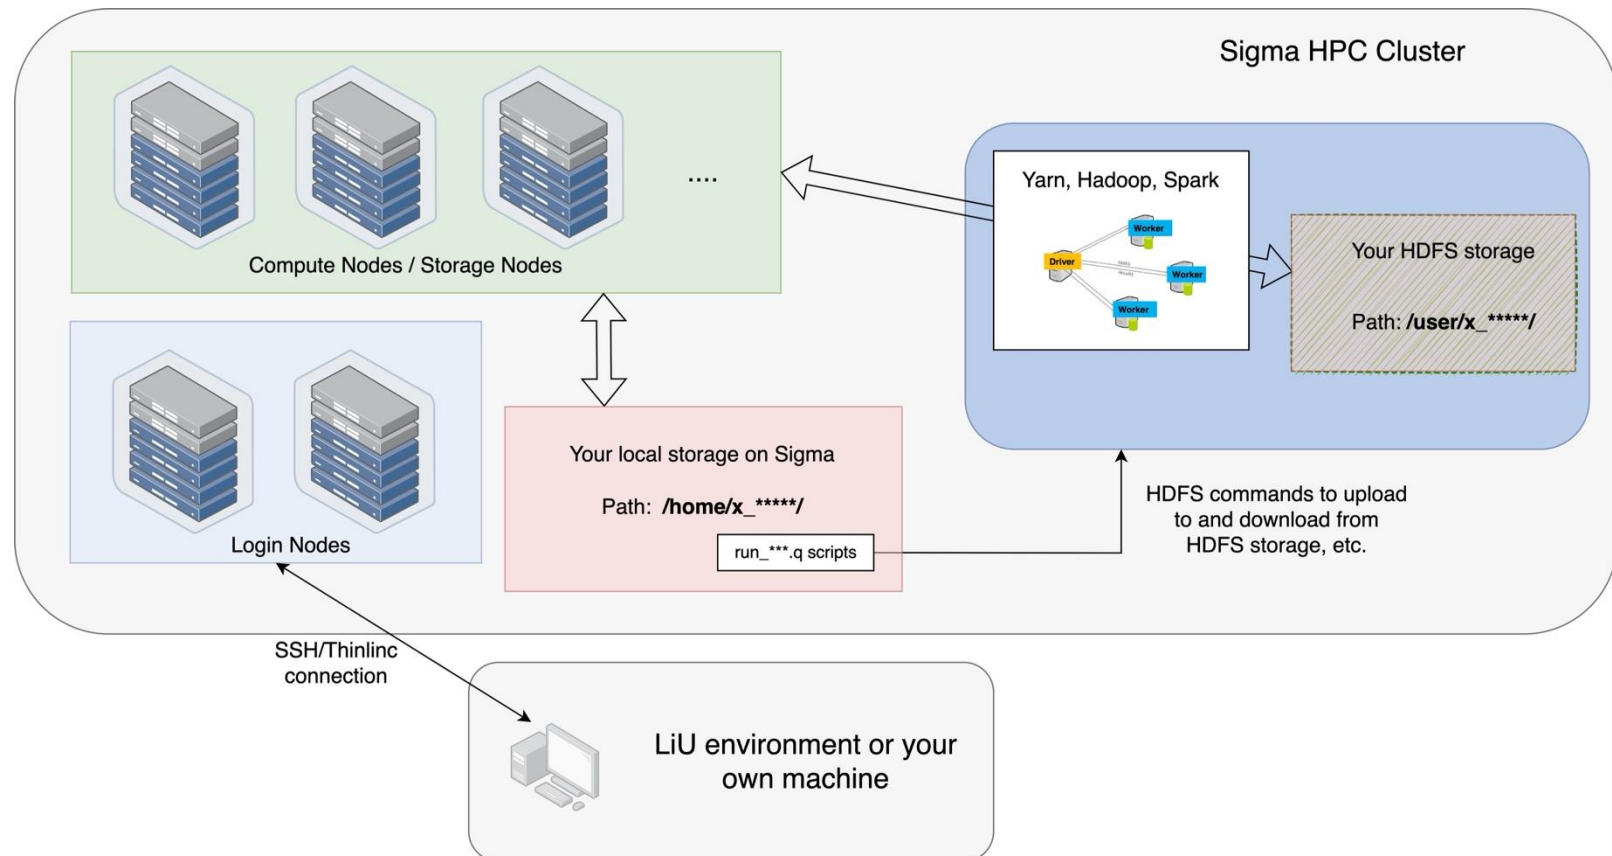 Sigma HPC Cluster
....
Compute Nodes / Storage Nodes
Yarn, Hadoop, Spark
Worker
Driver
tasks
results
Worker
Worker
Your HDFS storage
Path: /user/x_*****/
Login Nodes
Your local storage on Sigma
Path: /home/x_*****/
run_***.q scripts
HDFS commands to upload
to and download from
HDFS storage, etc.
SSH/Thinlinc
connection
LiU environment or your
own machine